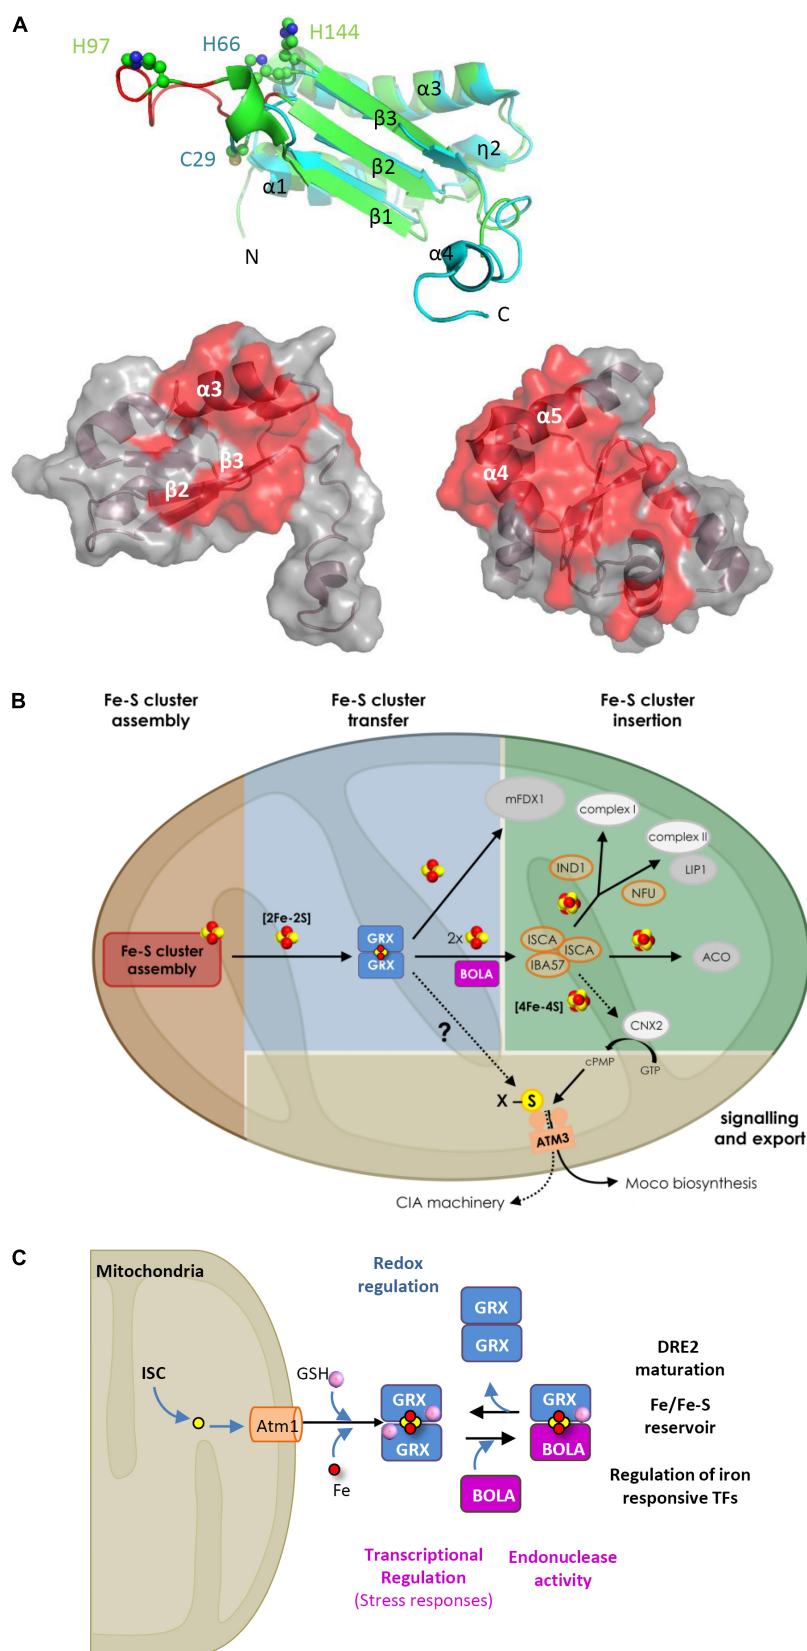 A
H97
H66
H144
α3
β3
C29
η2
β2
α1
β1
N
α4
C
α3
β3
β2
α5
α4
B
Fe-S cluster
assembly
Fe-S cluster
transfer
Fe-S cluster
insertion
mFDX1
complex I
complex II
IND1
LIP1
NFU
[2Fe-2S]
Fe-S cluster
assembly
GRX
GRX
2x
BOLA
ISCA
ISCA
IBA57
ACO
[4Fe-4S]
CNX2
?
cPMP
GTP
X
S
ATM3
signalling
and export
Moco biosynthesis
CIA machinery
C
Mitochondria
Redox
regulation
GRX
GRX
DRE2
maturation
ISC
GSH
GRX
GRX
Fe/Fe-S
reservoir
Atm1
GRX
BOLA
Fe
BOLA
Regulation of iron
responsive TFs
Transcriptional
Regulation
(Stress responses)
Endonuclease
activity